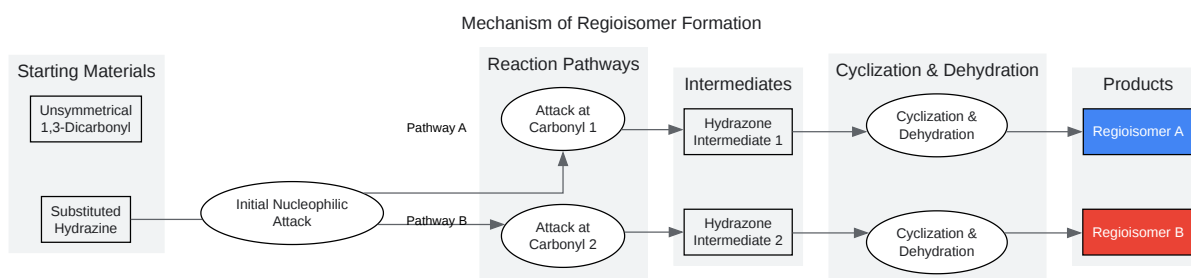 Mechanism of Regioisomer Formation
Starting Materials
Unsymmetrical
1,3-Dicarbonyl
Substituted
Hydrazine
Initial Nucleophilic
Attack
Pathway A
Pathway B
Reaction Pathways
Attack at
Carbonyl 1
Attack at
Carbonyl 2
Intermediates
Hydrazone
Intermediate 1
Hydrazone
Intermediate 2
Cyclization & Dehydration
Cyclization &
Dehydration
Cyclization &
Dehydration
Products
Regioisomer A
Regioisomer B